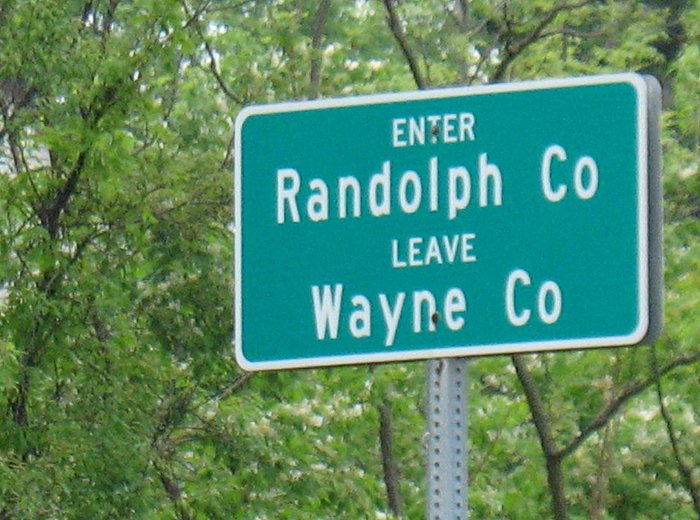 ENTER
Randolph Co
LEAVE
Wayne Co